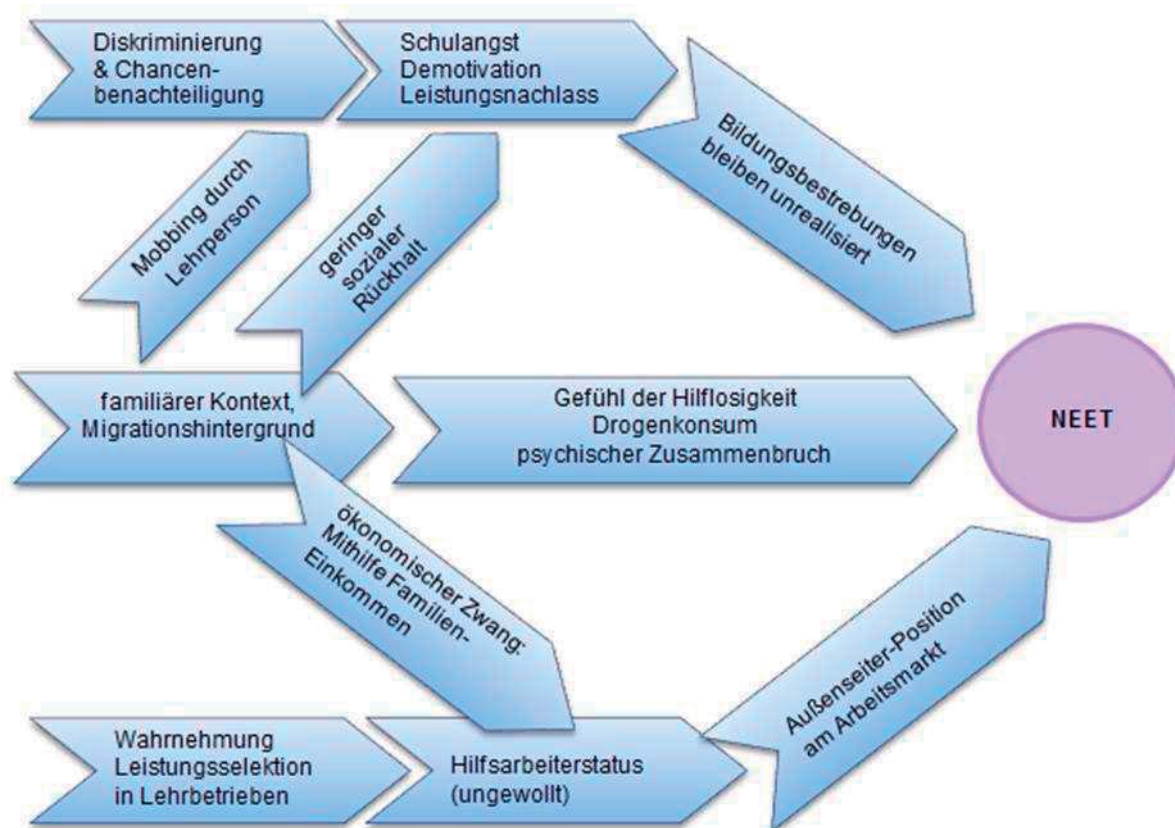 Diskriminierung
& Chancen-
benachteiligung
Schulangst
Demotivation
Leistungsnachlass
Bildungsbestrebungen
bleiben unrealisiert
Mobbing durch
Lehrperson
geringer
sozialer
Rückhalt
familiärer Kontext,
Migrationshintergrund
Gefühl der Hilflosigkeit
Drogenkonsum
psychischer Zusammenbruch
NEET
ökonomischer Zwang:
Mithilfe Familien-
Einkommen
Außenseiter-Position
am Arbeitsmarkt
Wahrnehmung
Leistungsselektion
in Lehrbetrieben
Hilfsarbeiterstatus
(ungewollt)